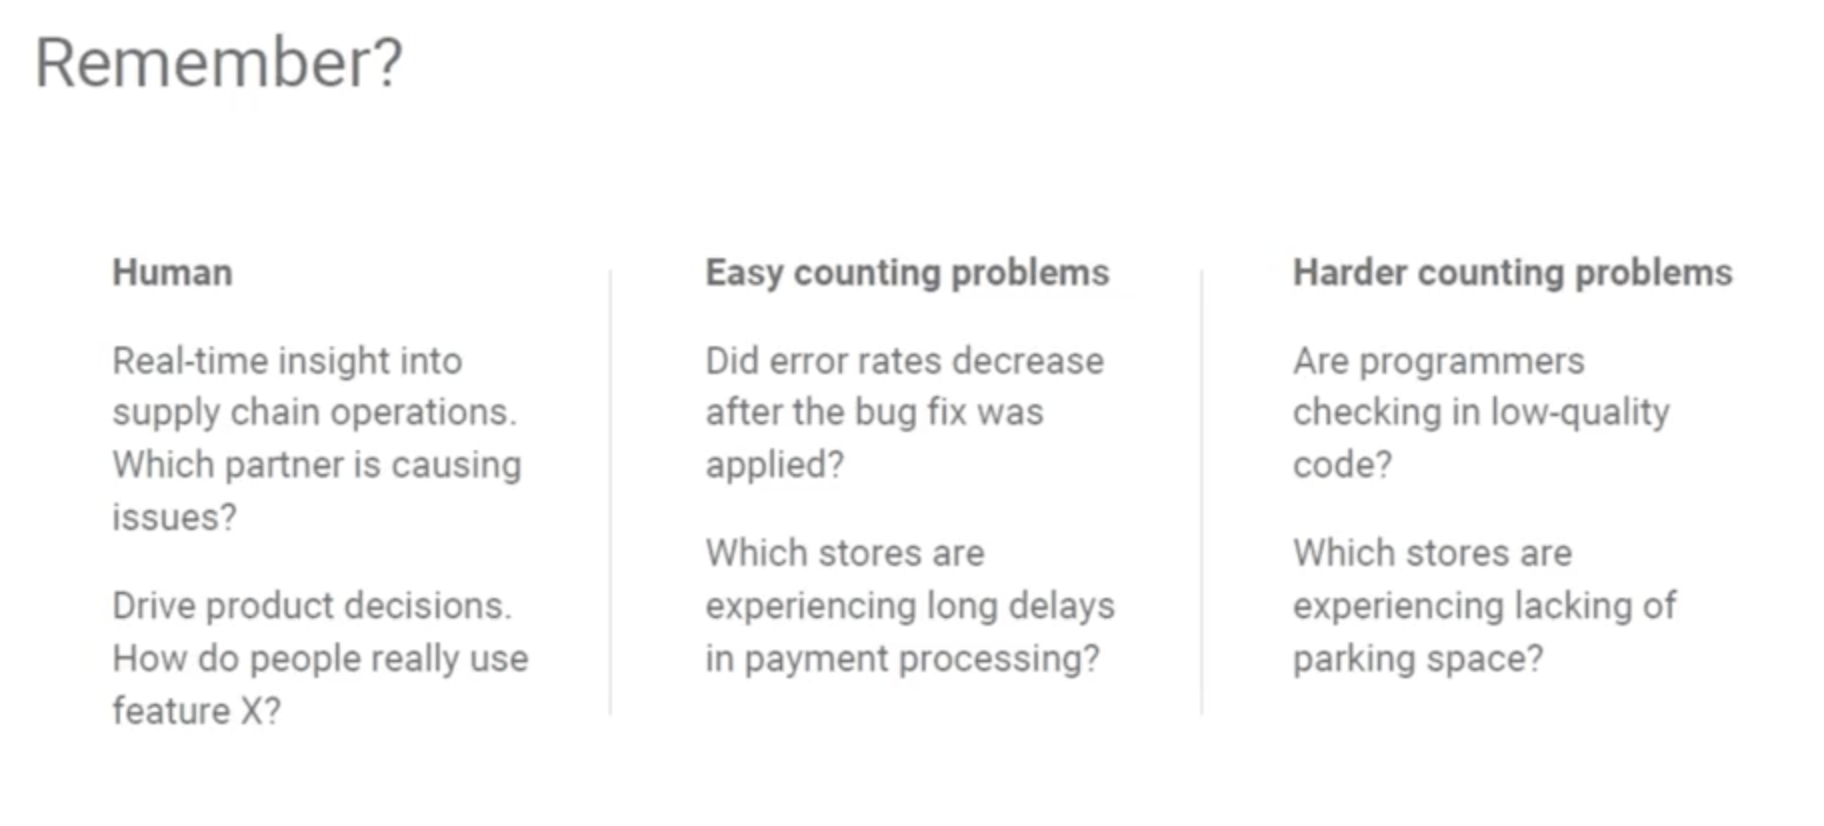 Remember?
Human
Real-time insight into
supply chain operations.
Which partner is causing
issues?
Drive product decisions.
How do people really use
feature X?
Easy counting problems
Did error rates decrease
after the bug fix was
applied?
Which stores are
experiencing long delays
in payment processing?
Harder counting problems
Are programmers
checking in low-quality
code?
Which stores are
experiencing lacking of
parking space?